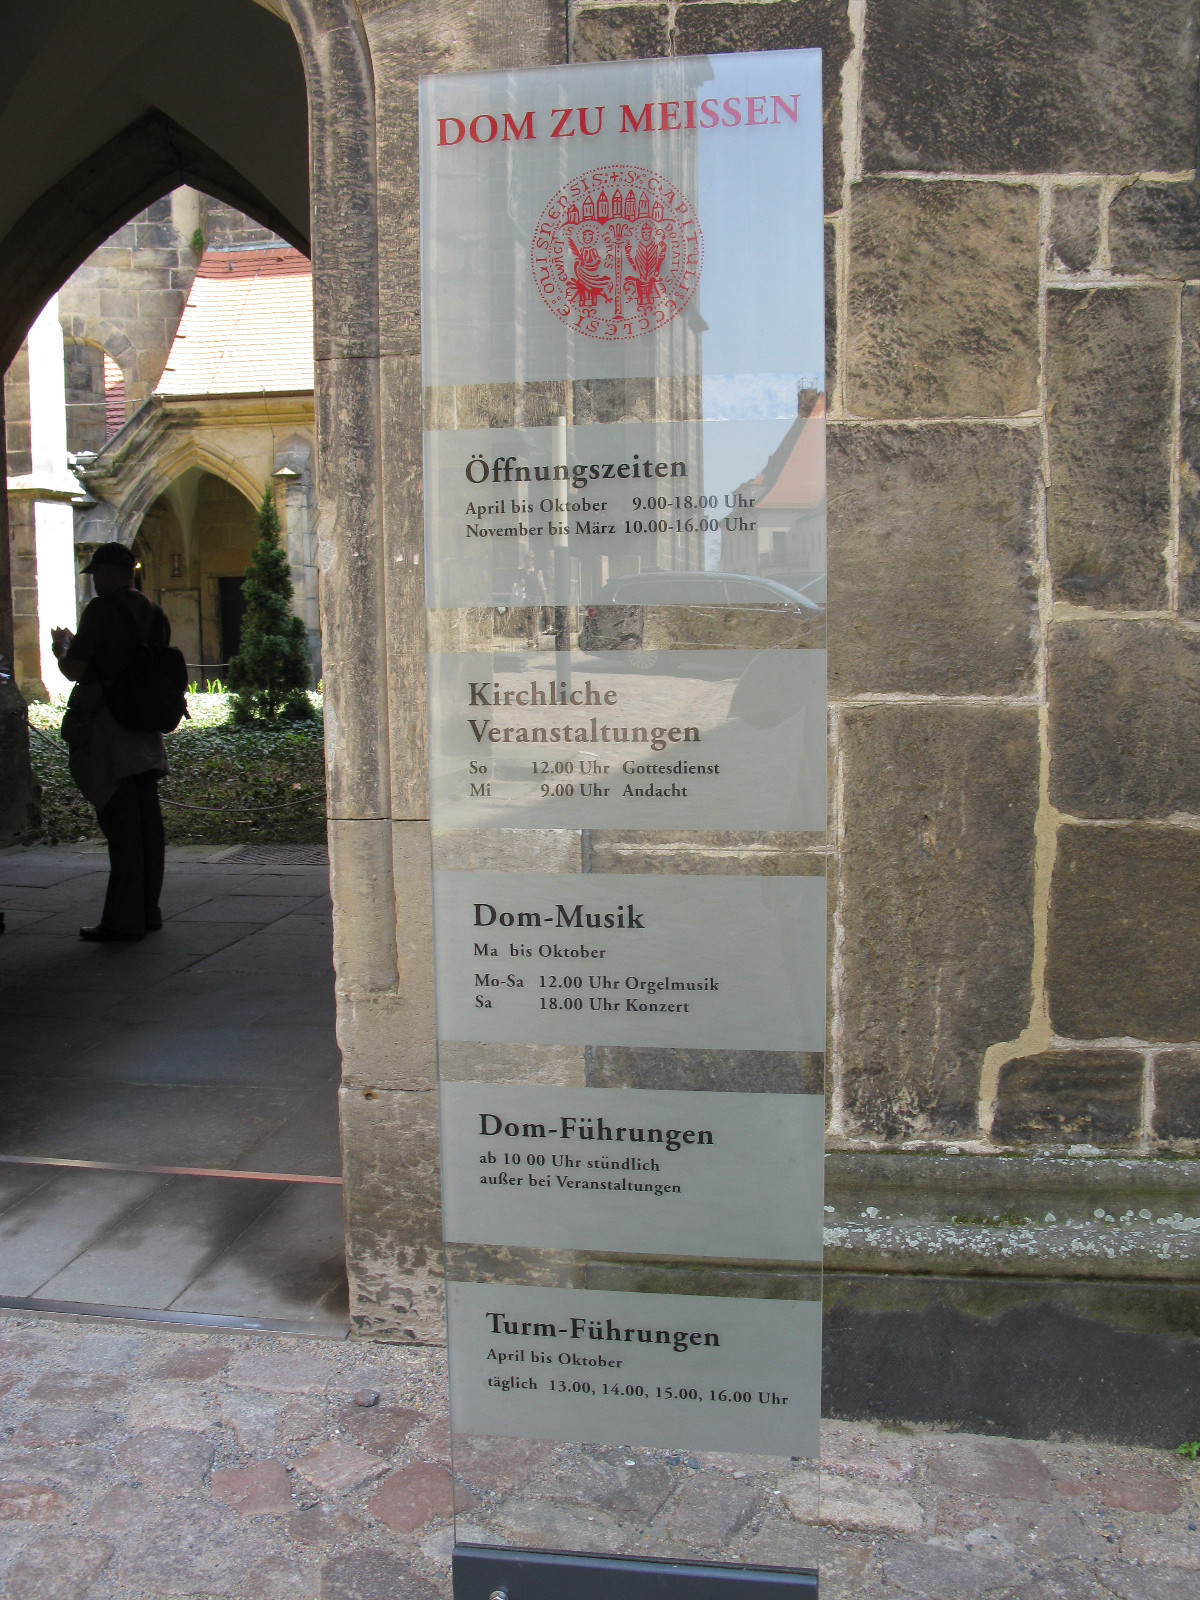 DOM ZU MEISSEN
Öffnungszeiten
April bis Oktober 9.00-18.00 Uhr
November bis März 10.00-16.00 Uhr
Kirchliche
Veranstaltungen
So 12.00 Uhr Gottesdienst
Mi 9.00 Uhr Andacht
Dom-Musik
Ma bis Oktober
Mo-Sa 12.00 Uhr Orgelmusik
Sa 18.00 Uhr Konzert
Dom-Führungen
ab 10 00 Uhr stündlich
außer bei Veranstaltungen
Turm-Führungen
April bis Oktober
täglich 13.00, 14.00, 15.00, 16.00 Uhr